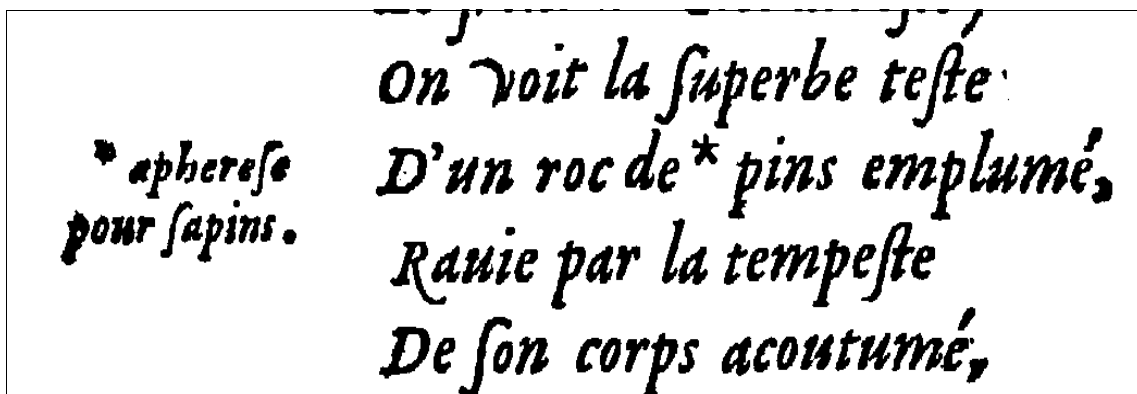 On voit la ſuperbe teſte
D'un roc de * pins emplumé,
* aphereſe
pour ſapins.
Rauie par la tempeſte
De ſon corps acoutumé,